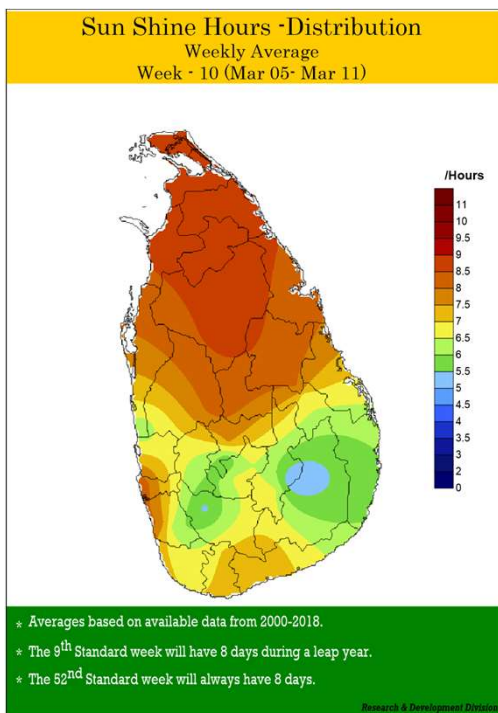 Sun Shine Hours -Distribution
Weekly Average
Week - 10 (Mar 05- Mar 11)
/Hours
11
10
9.5
9
8.5
8
7.5
7
6.5
6
5.5
5
4.5
4
3.5
3
2
0
* Averages based on available data from 2000-2018.
* The 9th Standard week will have 8 days during a leap year.
* The 52nd Standard week will always have 8 days.
Research & Development Division